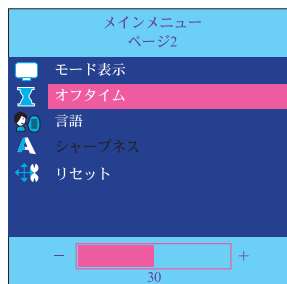 メインメニュー
ページ2
モード表示
オフタイム
言語
シャープネス
リセット
− +
30